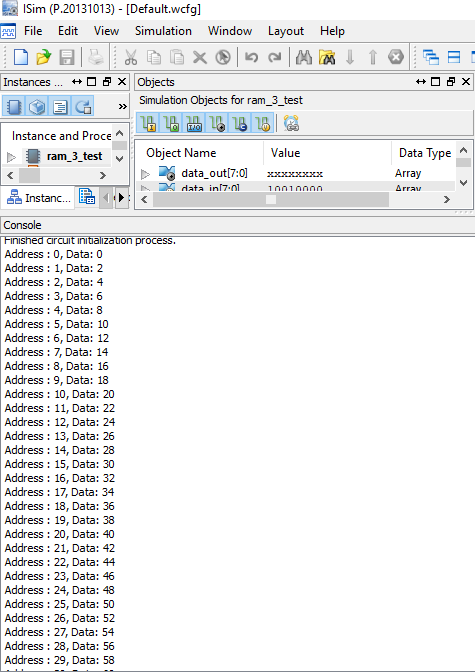 ISim (P.20131013) - [Default.wcfg]
File Edit View Simulation Window Layout Help
Instances ...
Objects
Simulation Objects for ram_3_test
Instance and Proce
ram_3_test
Object Name Value Data Type
data_out[7:0] xxxxxxxxx Array
data_in[7:0] 10010000 Array
Instanc...
Console
Finished circuit initialization process.
Address : 0, Data: 0
Address : 1, Data: 2
Address : 2, Data: 4
Address : 3, Data: 6
Address : 4, Data: 8
Address : 5, Data: 10
Address : 6, Data: 12
Address : 7, Data: 14
Address : 8, Data: 16
Address : 9, Data: 18
Address : 10, Data: 20
Address : 11, Data: 22
Address : 12, Data: 24
Address : 13, Data: 26
Address : 14, Data: 28
Address : 15, Data: 30
Address : 16, Data: 32
Address : 17, Data: 34
Address : 18, Data: 36
Address : 19, Data: 38
Address : 20, Data: 40
Address : 21, Data: 42
Address : 22, Data: 44
Address : 23, Data: 46
Address : 24, Data: 48
Address : 25, Data: 50
Address : 26, Data: 52
Address : 27, Data: 54
Address : 28, Data: 56
Address : 29, Data: 58